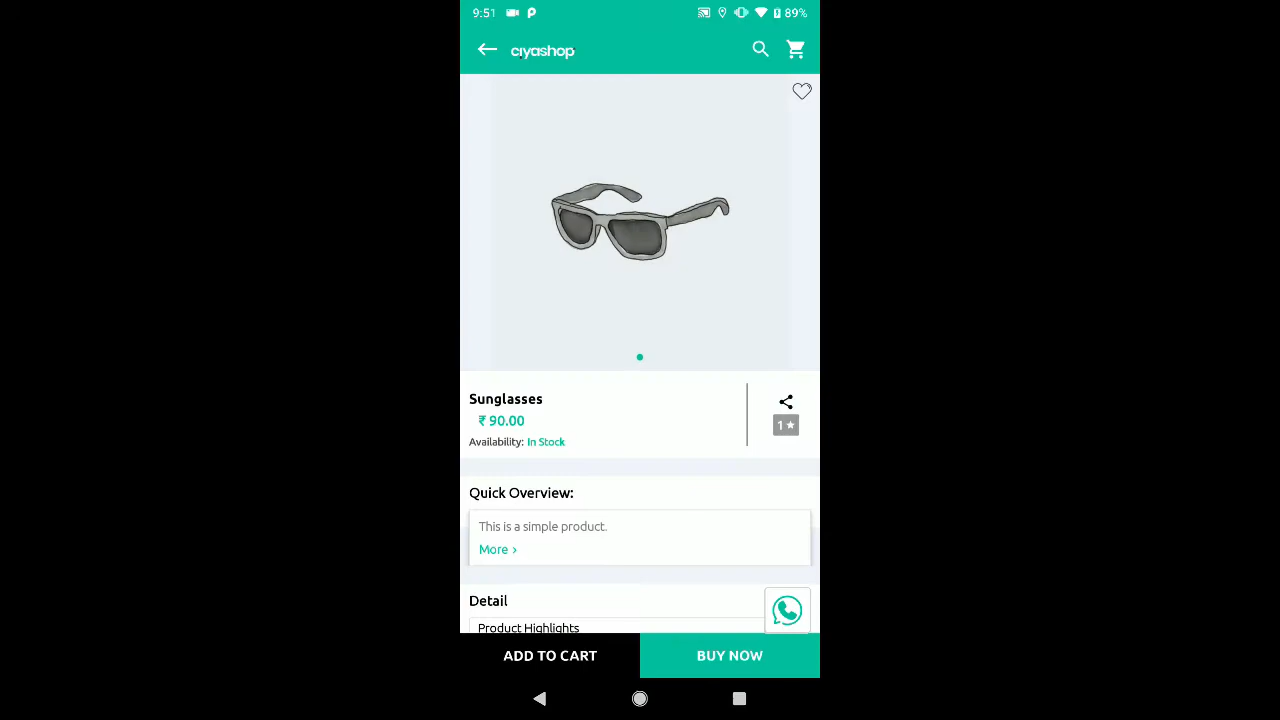 9:51
89%
ciyashop
Sunglasses
₹ 90.00
Availability: In Stock
1 ★
Quick Overview:
This is a simple product.
More ›
Detail
Product Highlights
ADD TO CART
BUY NOW